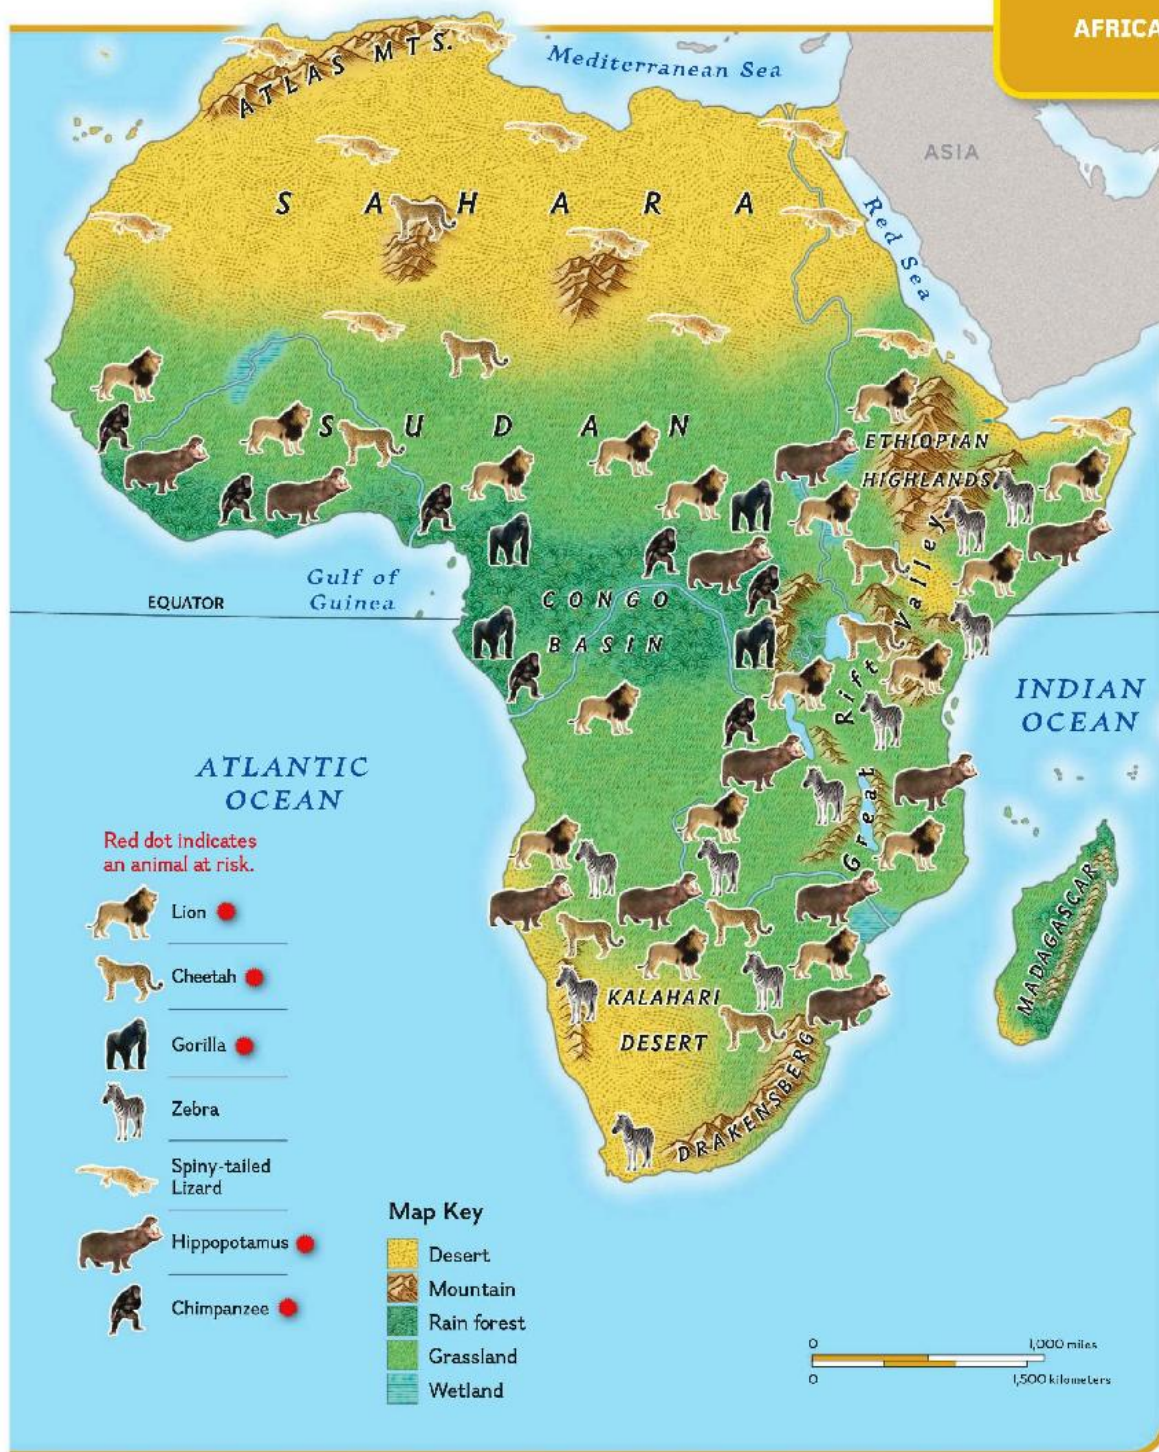 AFRICA
Mediterranean Sea
ATLAS MTS.
ASIA
SAHARA
Red Sea
SUDAN
ETHIOPIAN
HIGHLANDS
Gulf of
Guinea
EQUATOR
CONGO
BASIN
Great Rift Valley
INDIAN
OCEAN
ATLANTIC
OCEAN
MADAGASCAR
KALAHARI
DESERT
DRAKENSBERG
Red dot indicates
an animal at risk.
Lion
Cheetah
Gorilla
Zebra
Spiny-tailed
Lizard
Hippopotamus
Chimpanzee
Map Key
Desert
Mountain
Rain forest
Grassland
Wetland
0 1,000 miles
0 1,500 kilometers